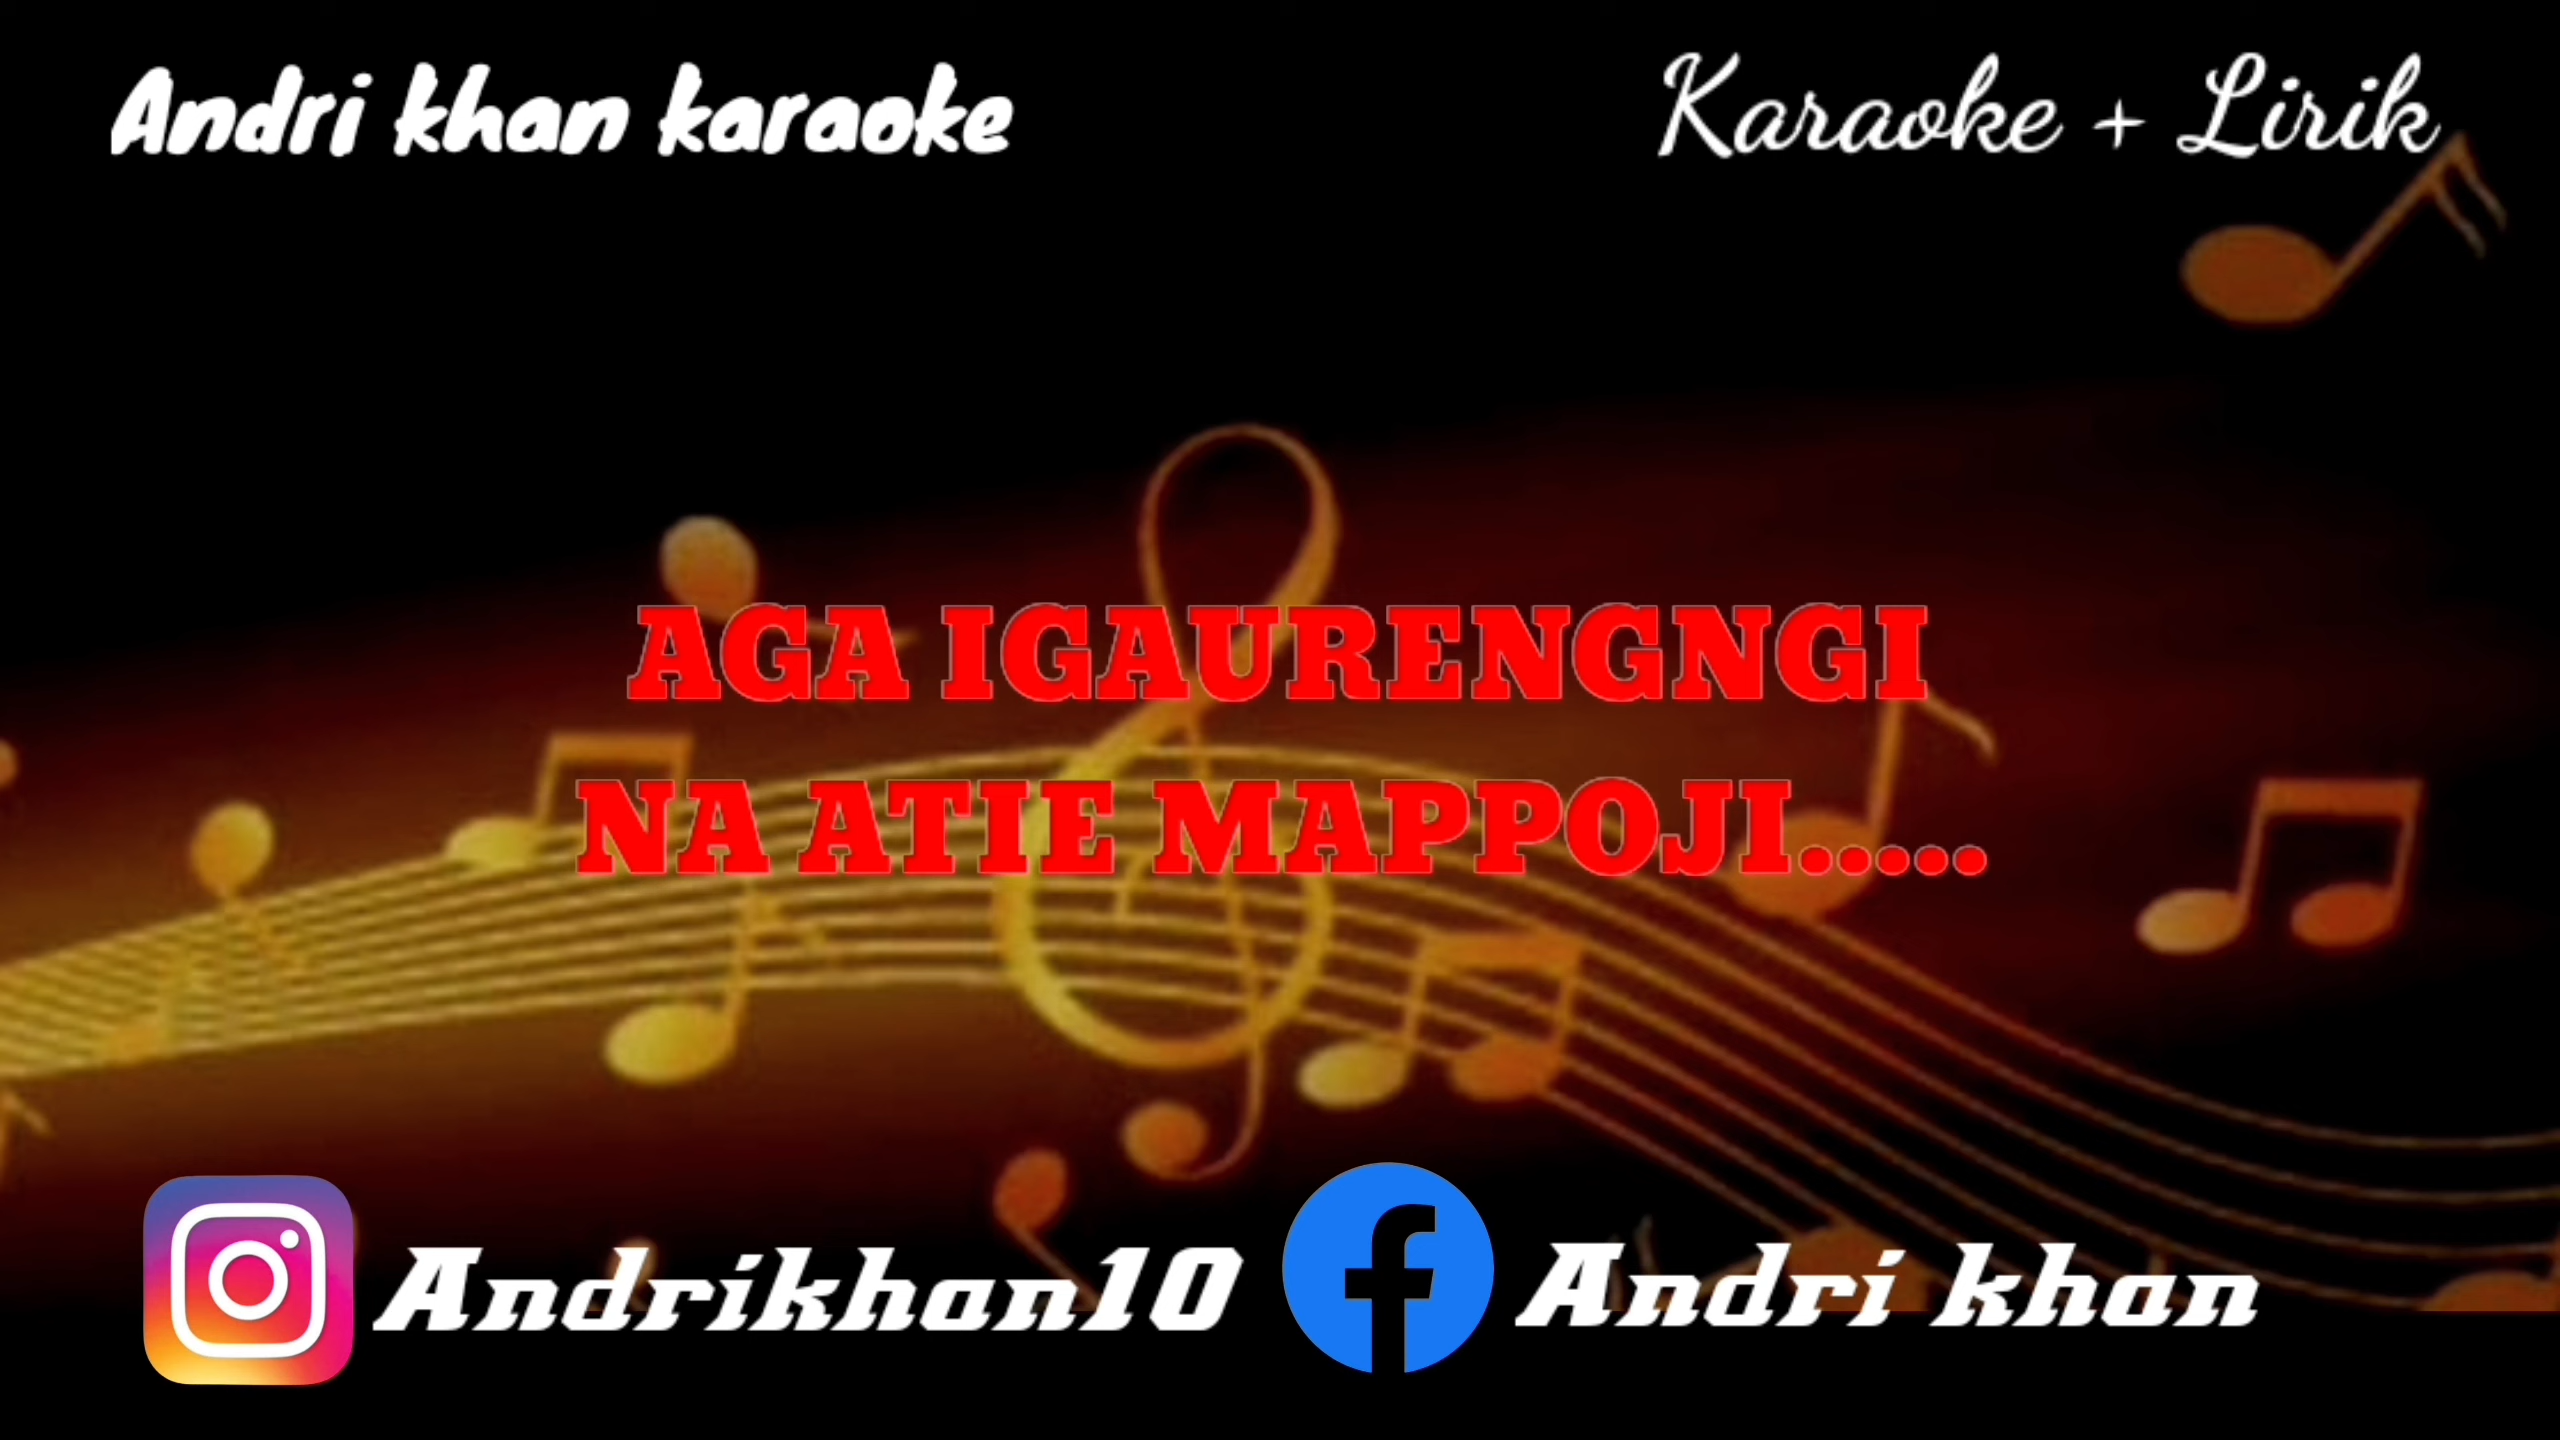 Andri khan karaoke
Karaoke + Lirik
AGA IGAURENGNGI
NA ATIE MAPPOJI.....
Andrikhan10
Andri khan